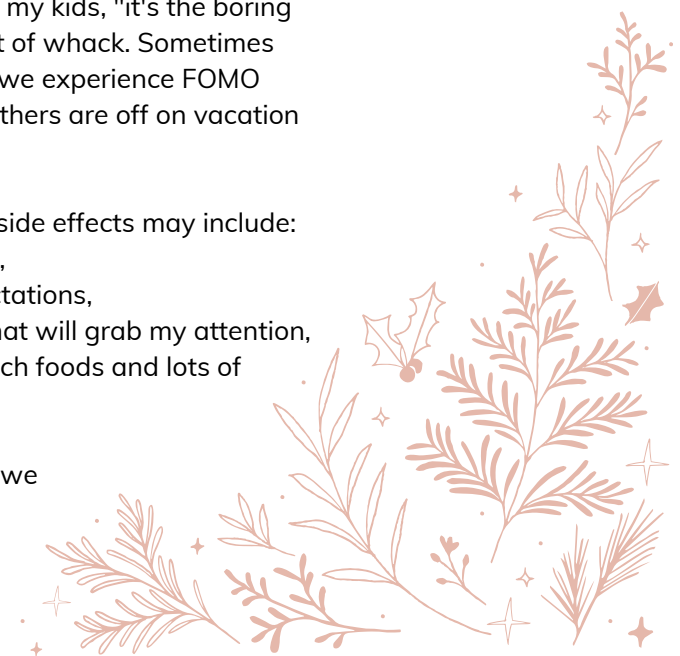 my kids, "it's the boring
of whack. Sometimes
we experience FOMO
thers are off on vacation
side effects may include:
,
tations,
at will grab my attention,
ch foods and lots of
we